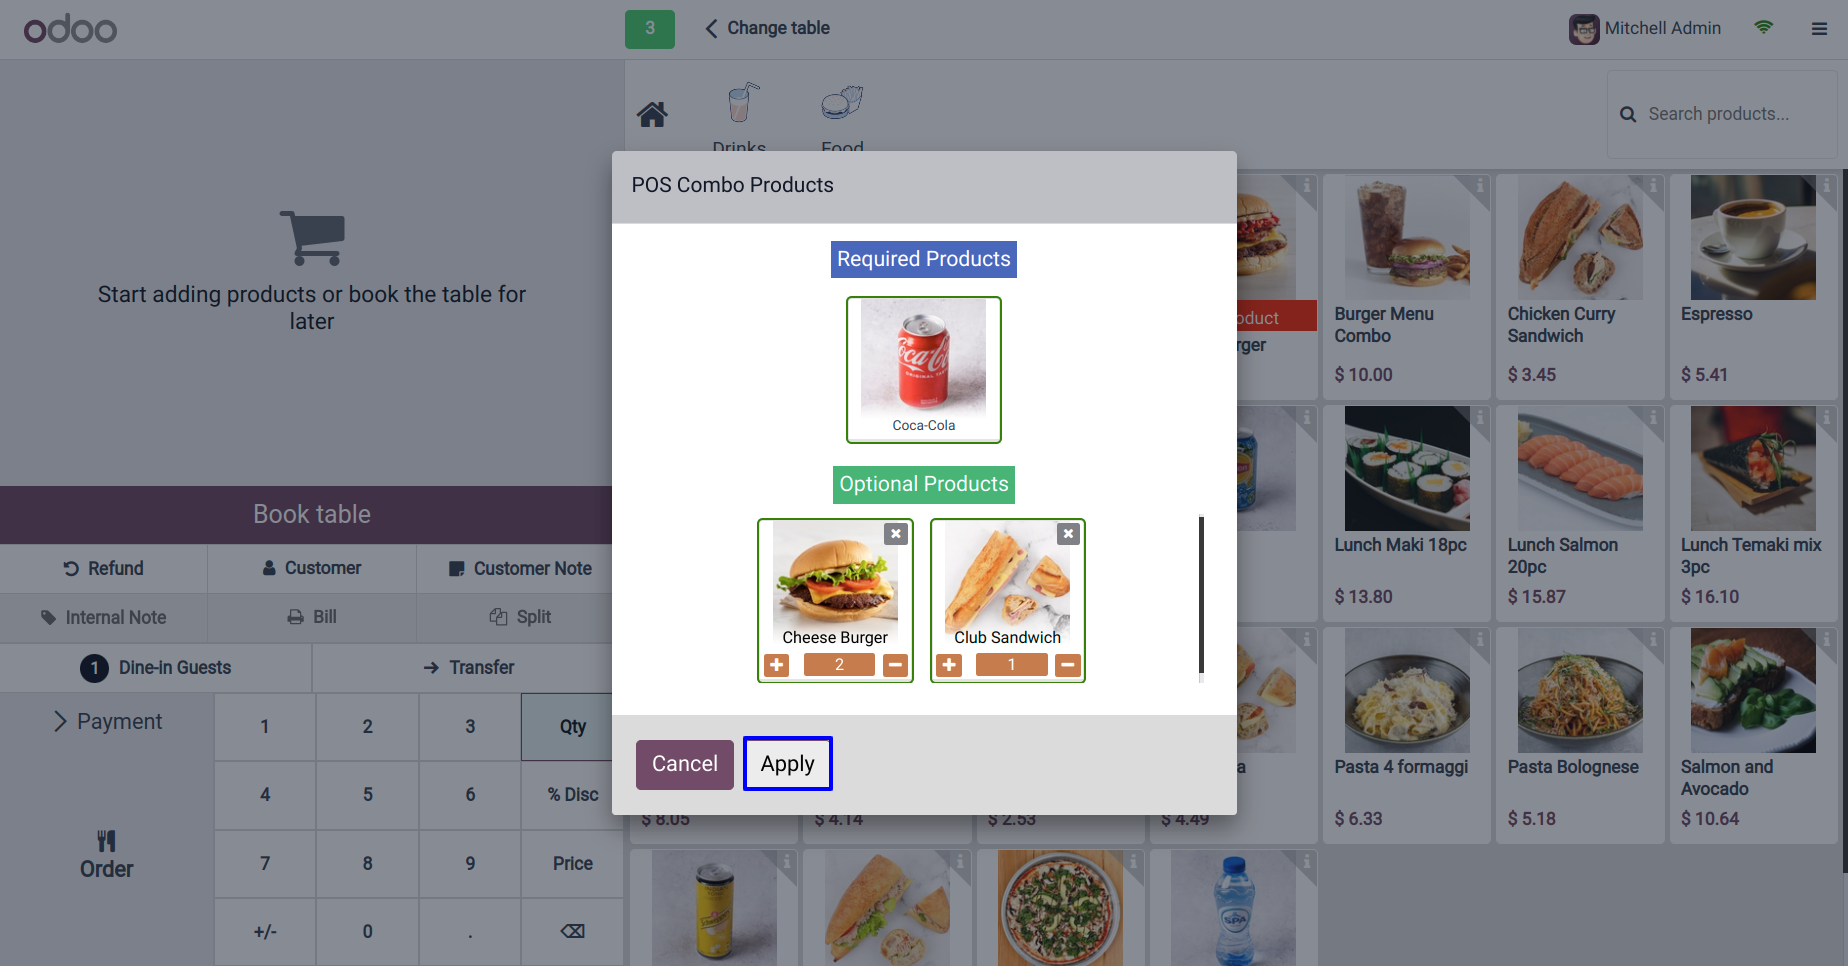 odoo
3
Change table
Mitchell Admin
Drinks
Food
Search products...
Start adding products or book the table for
later
Book table
Refund
Customer
Customer Note
Internal Note
Bill
Split
1
Dine-in Guests
Transfer
Payment
Order
1
2
3
Qty
4
5
6
% Disc
7
8
9
Price
+/-
0
.
POS Combo Products
Required Products
Coca-Cola
Coca-Cola
Optional Products
Cheese Burger
2
Club Sandwich
1
Cancel
Apply
oduct
rger
Burger Menu
Combo
$ 10.00
Chicken Curry
Sandwich
$ 3.45
Espresso
$ 5.41
Lunch Maki 18pc
$ 13.80
Lunch Salmon
20pc
$ 15.87
Lunch Temaki mix
3pc
$ 16.10
$ 8.05
$ 4.14
$ 2.53
a
$ 4.49
Pasta 4 formaggi
$ 6.33
Pasta Bolognese
$ 5.18
Salmon and
Avocado
$ 10.64
SPA